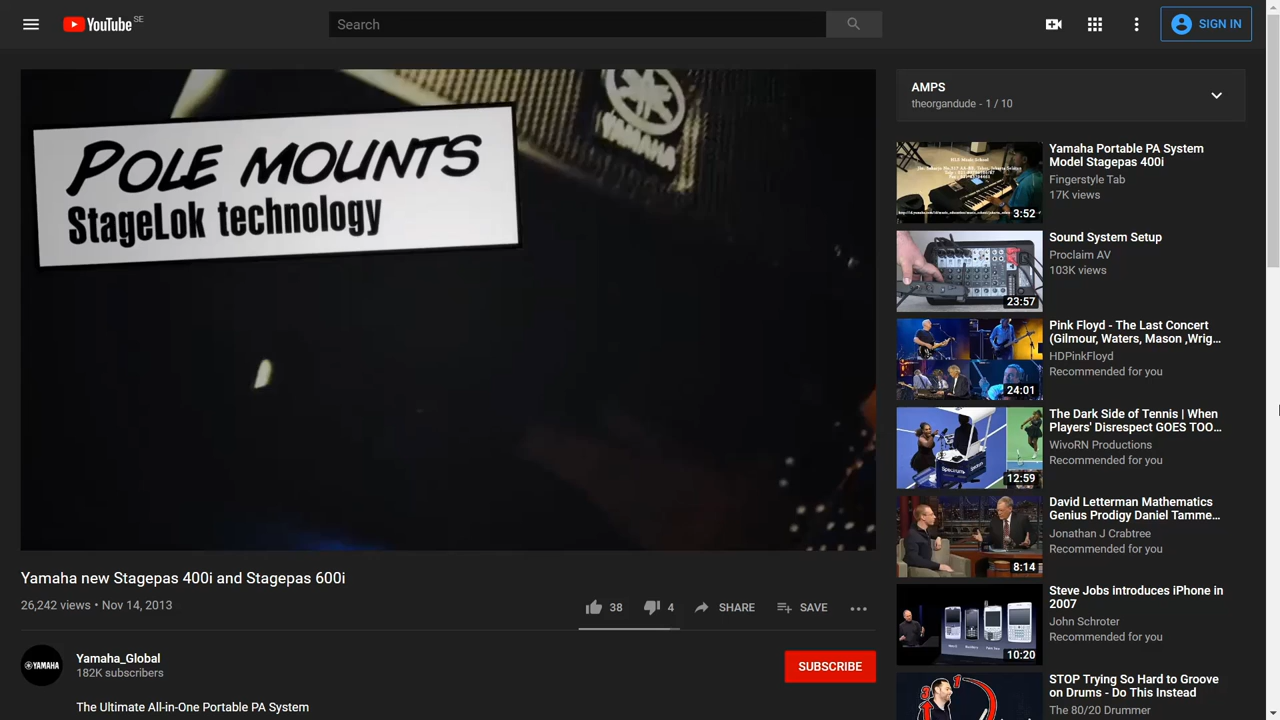 YouTube SE
Search
SIGN IN
POLE MOUNTS
StageLok technology
YAMAHA
AMPS
theorgandude - 1 / 10
Yamaha Portable PA System
Model Stagepas 400i
Fingerstyle Tab
17K views
3:52
Sound System Setup
Proclaim AV
103K views
23:57
Pink Floyd - The Last Concert
(Gilmour, Waters, Mason ,Wrig...
HDPinkFloyd
Recommended for you
24:01
The Dark Side of Tennis | When
Players' Disrespect GOES TOO...
WivoRN Productions
Recommended for you
12:59
David Letterman Mathematics
Genius Prodigy Daniel Tamme...
Jonathan J Crabtree
Recommended for you
8:14
Steve Jobs introduces iPhone in
2007
John Schroter
Recommended for you
10:20
STOP Trying So Hard to Groove
on Drums - Do This Instead
The 80/20 Drummer
Yamaha new Stagepas 400i and Stagepas 600i
26,242 views • Nov 14, 2013
38
4
SHARE
SAVE
YAMAHA
Yamaha_Global
182K subscribers
SUBSCRIBE
The Ultimate All-in-One Portable PA System